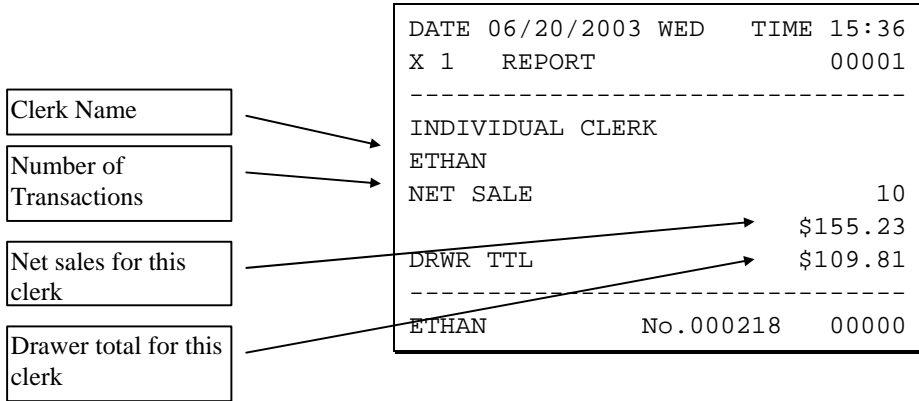 Clerk Name
Number of
Transactions
Net sales for this
clerk
Drawer total for this
clerk
DATE 06/20/2003 WED TIME 15:36
X 1 REPORT 00001
--------------------------------
INDIVIDUAL CLERK
ETHAN
NET SALE 10
$155.23
DRWR TTL $109.81
--------------------------------
ETHAN No.000218 00000